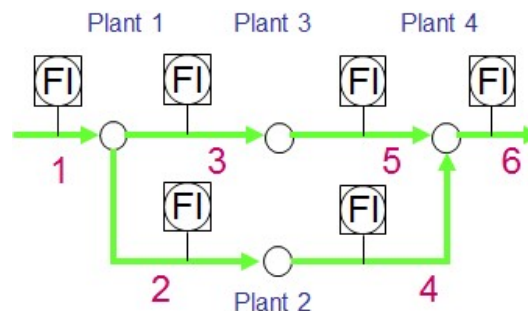 Plant 1 Plant 3 Plant 4
FI FI FI FI
1 3 5 6
FI FI
2 4
Plant 2